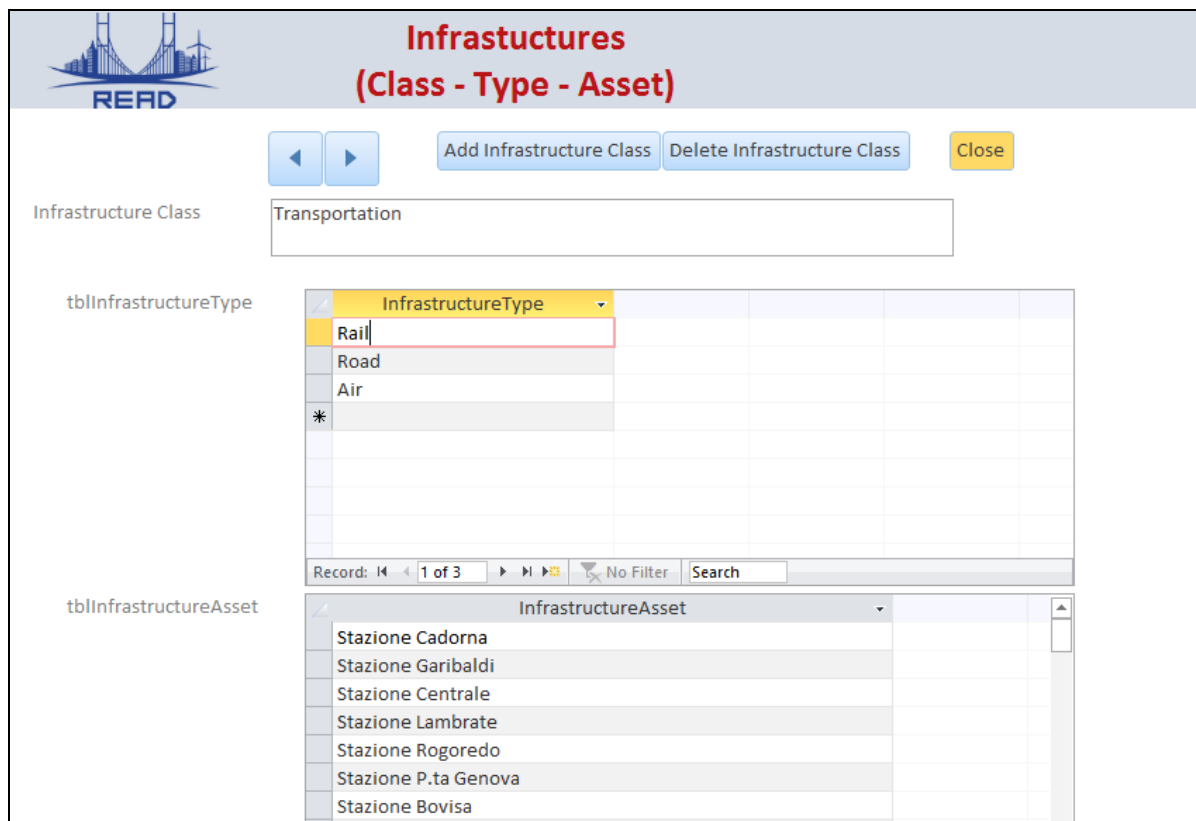 READ
Infrastuctures
(Class - Type - Asset)
Add Infrastructure Class Delete Infrastructure Class Close
Infrastructure Class Transportation
tblInfrastructureType InfrastructureType
Rail
Road
Air
Record: 1 of 3 No Filter Search
tblInfrastructureAsset InfrastructureAsset
Stazione Cadorna
Stazione Garibaldi
Stazione Centrale
Stazione Lambrate
Stazione Rogoredo
Stazione P.ta Genova
Stazione Bovisa